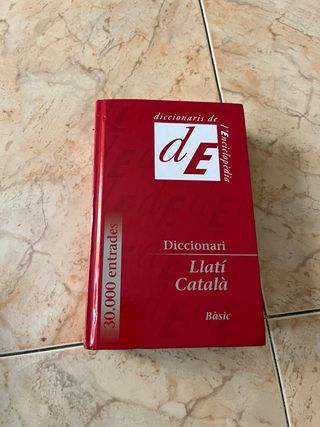 diccionaris de
l'Enciclopèdia
dE
Diccionari
Llatí
Català
Bàsic
30.000 entrades